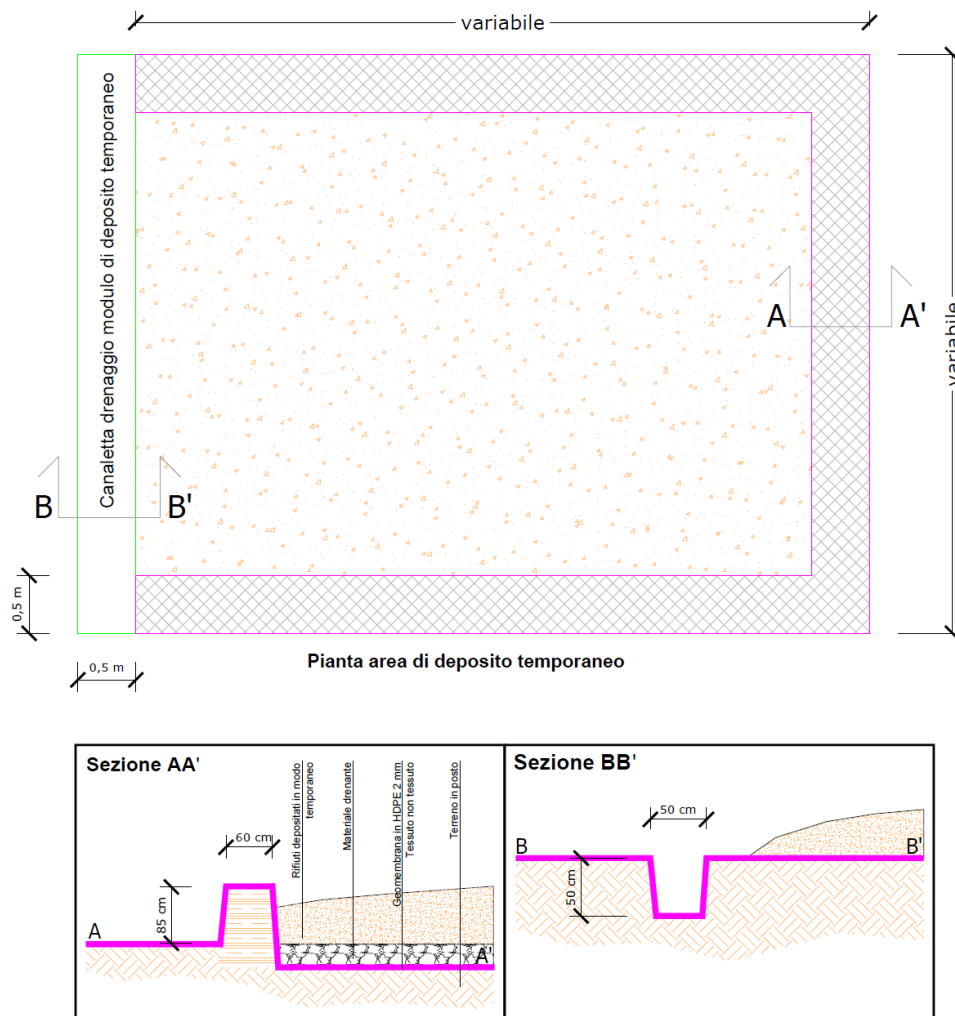 variabile
Canaletta drenaggio modulo di deposito temporaneo
A
A'
variabile
B
B'
0,5 m
0,5 m
Pianta area di deposito temporaneo
Sezione AA'
60 cm
85 cm
A
A'
Rifiuti depositati in modo
temporaneo
Materiale drenante
Geomembrana in HDPE 2 mm
Tessuto non tessuto
Terreno in posto
Sezione BB'
50 cm
50 cm
B
B'